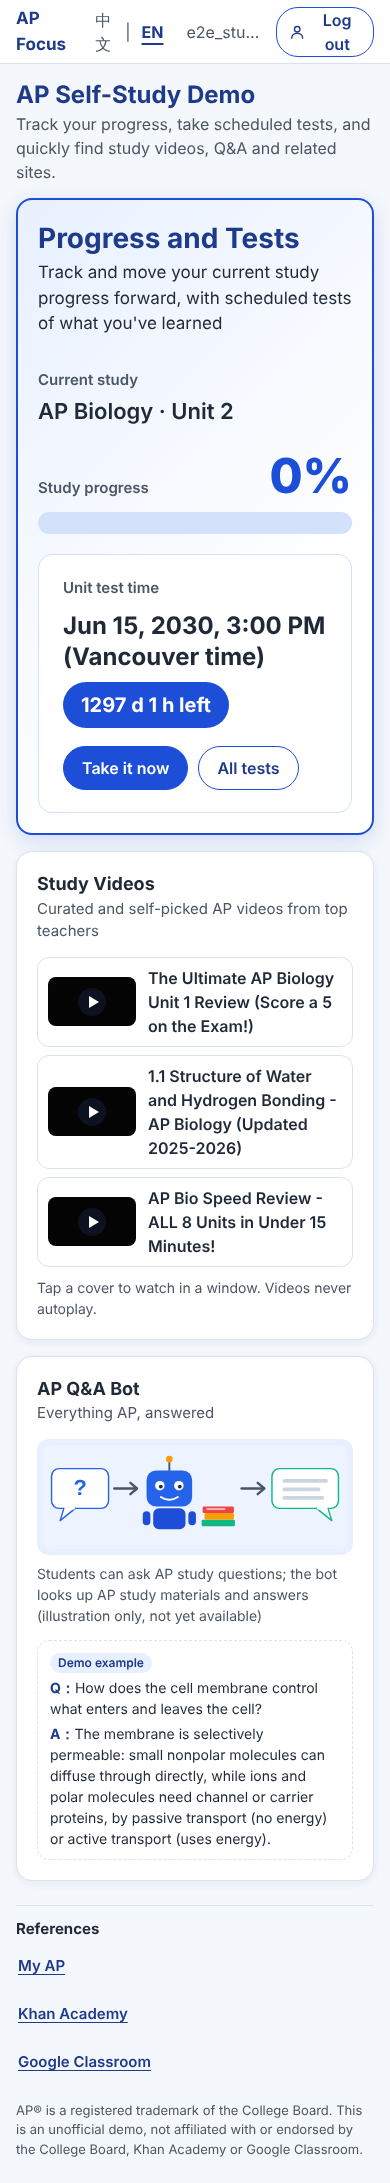 AP
Focus
中
文
|
EN
e2e_stu...
Log
out
AP Self-Study Demo
Track your progress, take scheduled tests, and
quickly find study videos, Q&A and related
sites.
Progress and Tests
Track and move your current study
progress forward, with scheduled tests
of what you've learned
Current study
AP Biology · Unit 2
Study progress
0%
Unit test time
Jun 15, 2030, 3:00 PM
(Vancouver time)
1297 d 1 h left
Take it now
All tests
Study Videos
Curated and self-picked AP videos from top
teachers
The Ultimate AP Biology
Unit 1 Review (Score a 5
on the Exam!)
1.1 Structure of Water
and Hydrogen Bonding -
AP Biology (Updated
2025-2026)
AP Bio Speed Review -
ALL 8 Units in Under 15
Minutes!
Tap a cover to watch in a window. Videos never
autoplay.
AP Q&A Bot
Everything AP, answered
?
Students can ask AP study questions; the bot
looks up AP study materials and answers
(illustration only, not yet available)
Demo example
Q：How does the cell membrane control
what enters and leaves the cell?
A：The membrane is selectively
permeable: small nonpolar molecules can
diffuse through directly, while ions and
polar molecules need channel or carrier
proteins, by passive transport (no energy)
or active transport (uses energy).
References
My AP
Khan Academy
Google Classroom
AP® is a registered trademark of the College Board. This
is an unofficial demo, not affiliated with or endorsed by
the College Board, Khan Academy or Google Classroom.